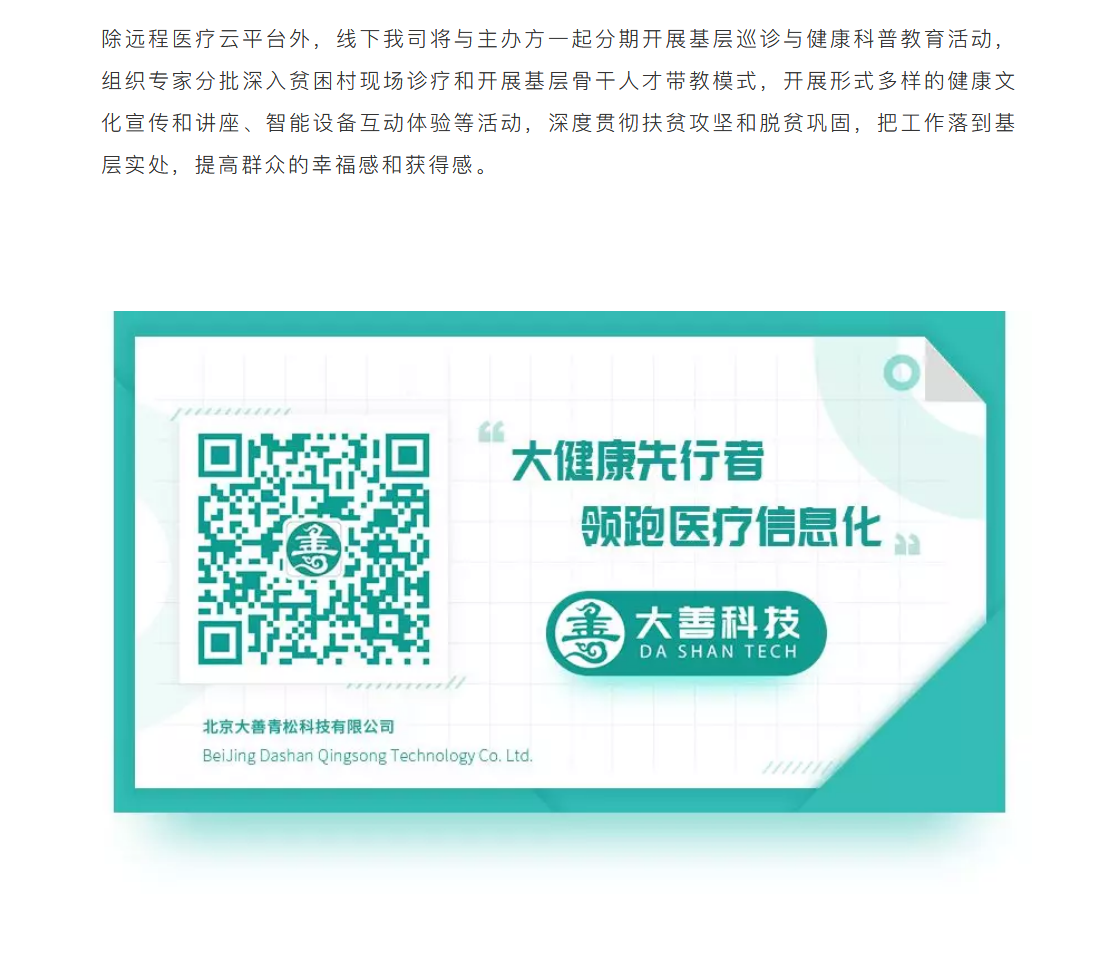 除远程医疗云平台外，线下我司将与主办方一起分期开展基层巡诊与健康科普教育活动，
组织专家分批深入贫困村现场诊疗和开展基层骨干人才带教模式，开展形式多样的健康文
化宣传和讲座、智能设备互动体验等活动，深度贯彻扶贫攻坚和脱贫巩固，把工作落到基
层实处，提高群众的幸福感和获得感。
“大健康先行者
领跑医疗信息化”
善
善 大善科技
DA SHAN TECH
北京大善青松科技有限公司
BeiJing Dashan Qingsong Technology Co. Ltd.